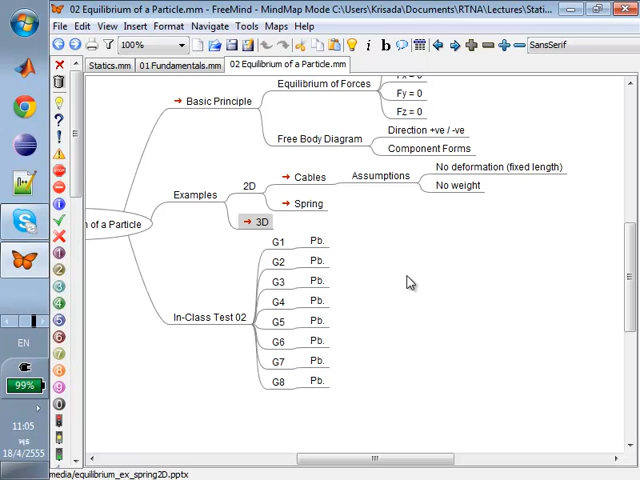 02 Equilibrium of a Particle.mm - FreeMind - MindMap Mode C:\Users\Krisada\Documents\RTNA\Lectures\Stati...
File Edit View Insert Format Navigate Tools Maps Help
100%
SansSerif
Statics.mm 01 Fundamentals.mm 02 Equilibrium of a Particle.mm
Fx = 0
Equilibrium of Forces
Fy = 0
Basic Principle
Fz = 0
Direction +ve / -ve
Free Body Diagram
Component Forms
No deformation (fixed length)
Cables Assumptions
2D
No weight
Examples
Spring
3D
n of a Particle
G1 Pb.
G2 Pb.
G3 Pb.
G4 Pb.
In-Class Test 02
G5 Pb.
G6 Pb.
G7 Pb.
G8 Pb.
EN
99%
11:05
พุธ
18/4/2555
media/equilibrium_ex_spring2D.pptx